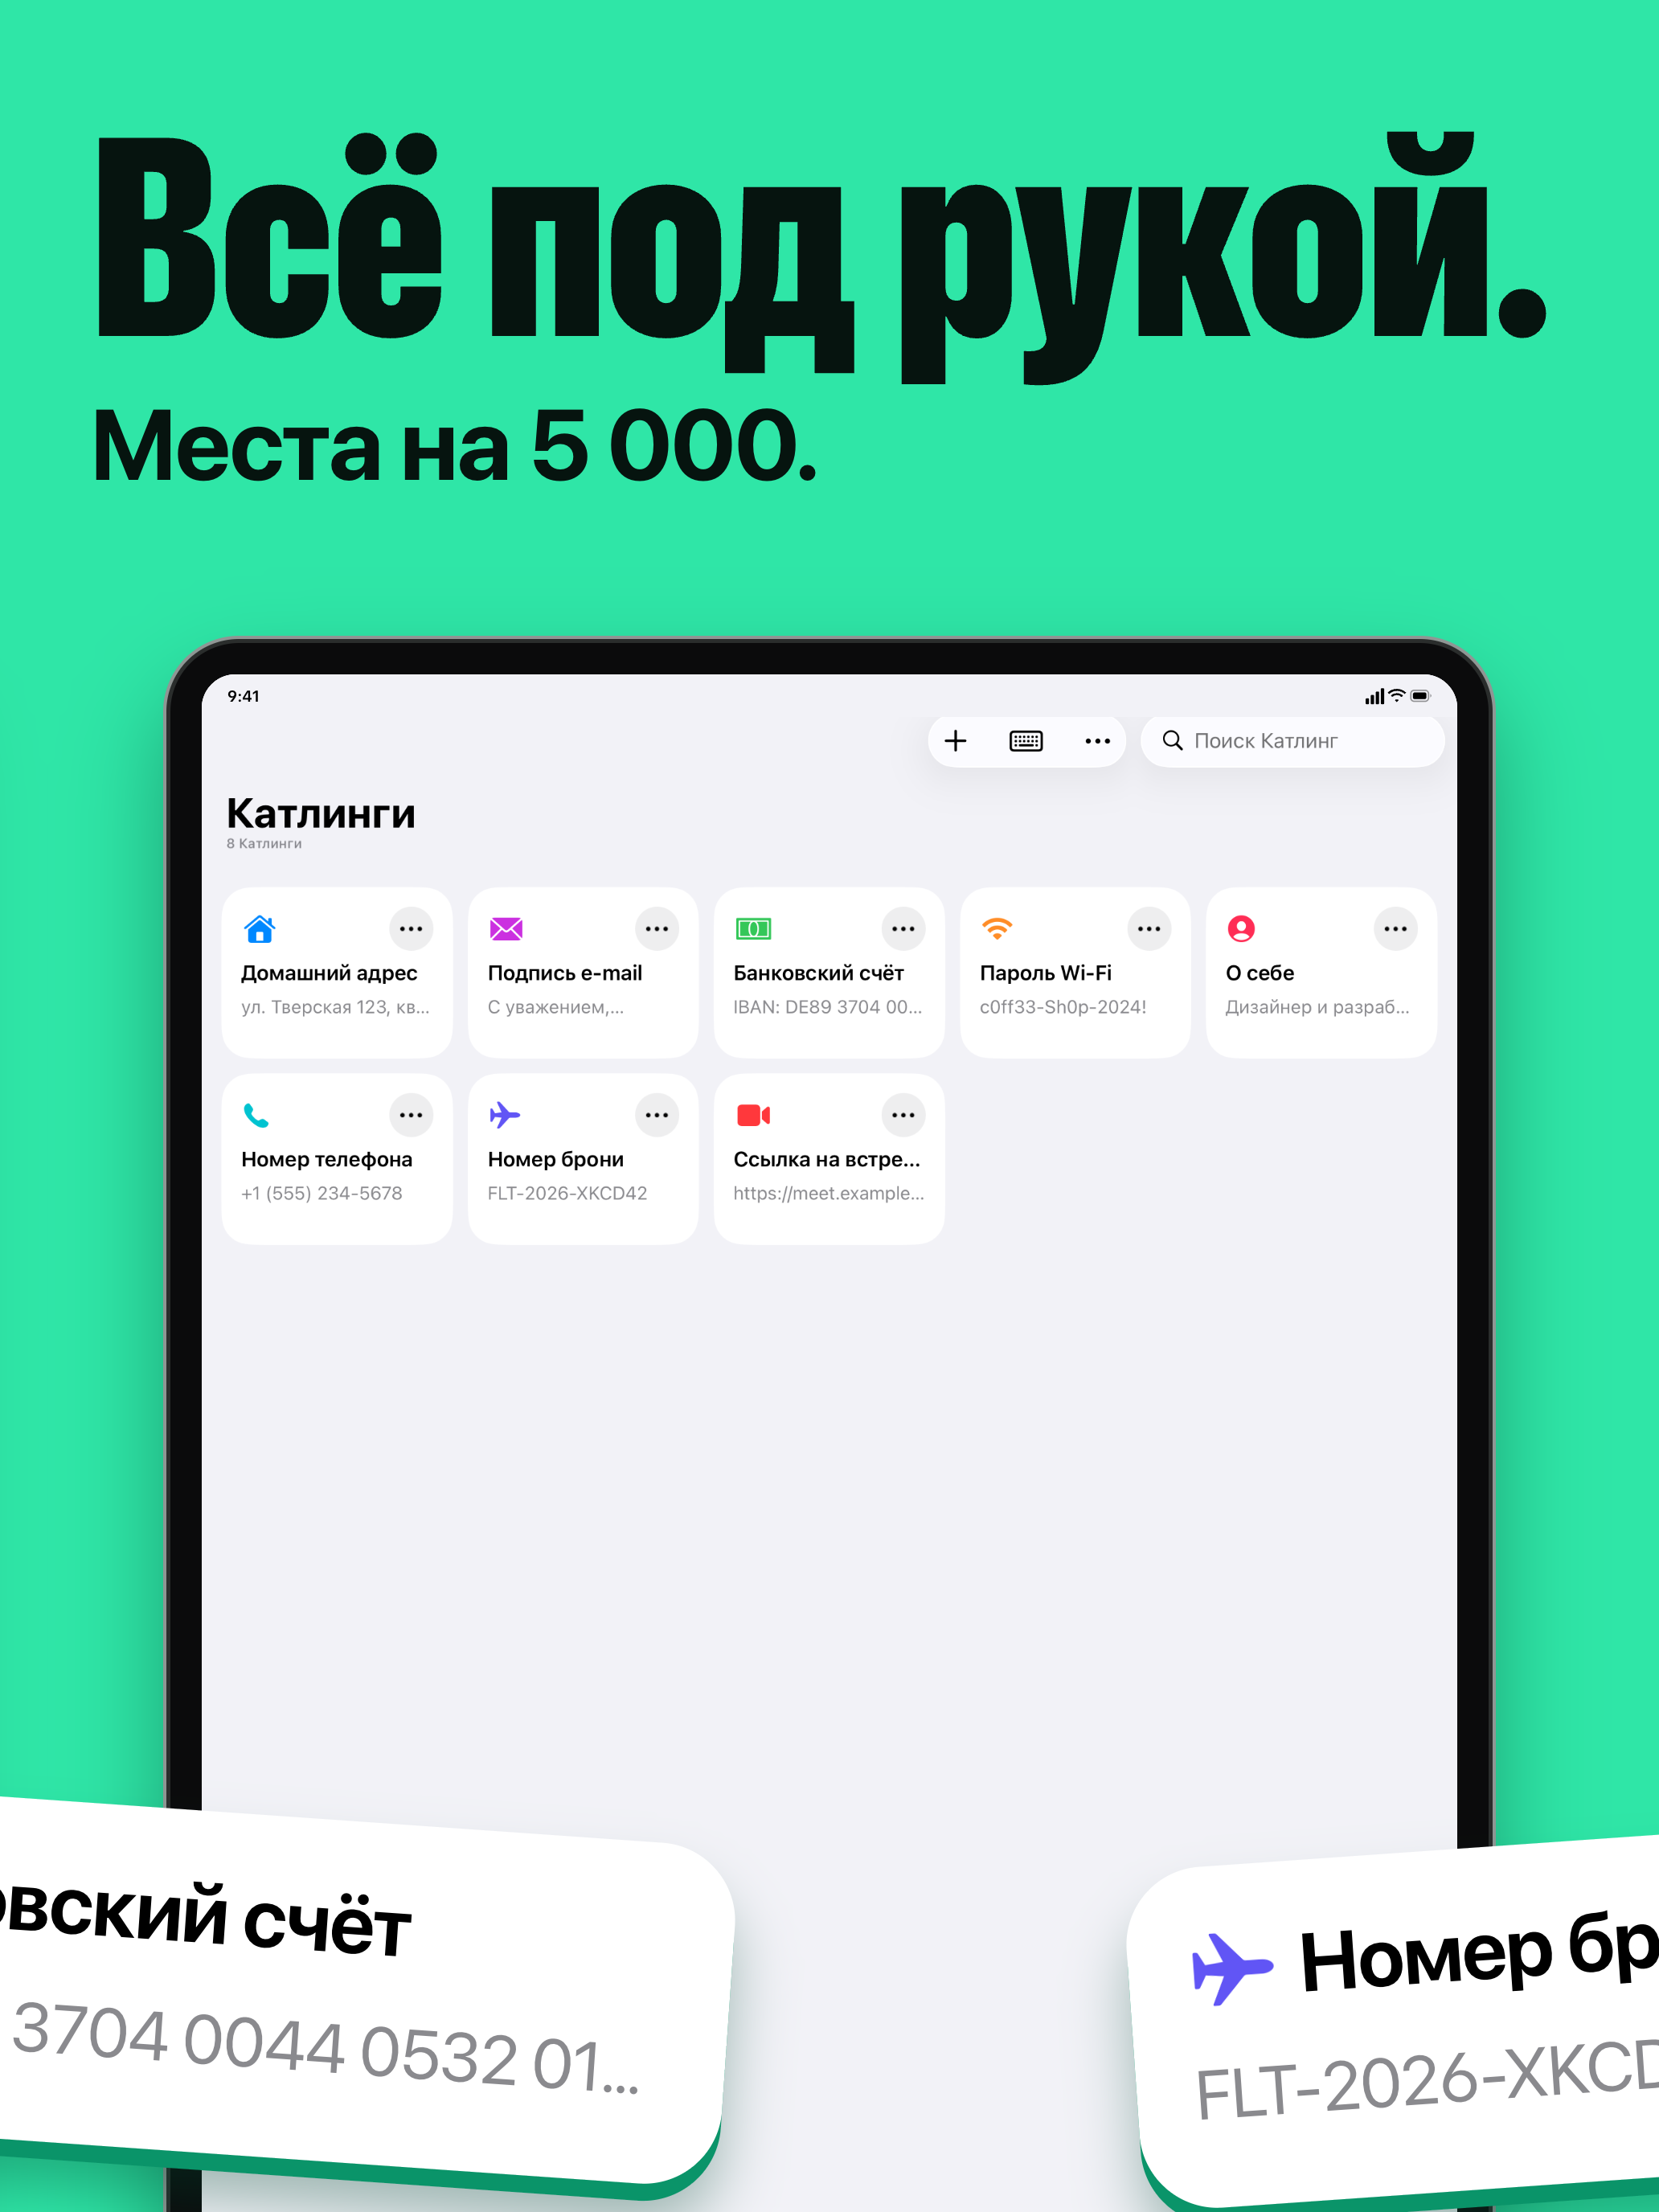 Всё под рукой.
Места на 5 000.
9:41
Поиск Катлинг
Катлинги
8 Катлинги
Домашний адрес
ул. Тверская 123, кв...
Подпись e-mail
С уважением,...
Банковский счёт
IBAN: DE89 3704 00...
Пароль Wi-Fi
c0ff33-Sh0p-2024!
О себе
Дизайнер и разраб...
Номер телефона
+1 (555) 234-5678
Номер брони
FLT-2026-XKCD42
Ссылка на встре...
https://meet.example...
овский счёт
3704 0044 0532 01...
Номер бр
FLT-2026-XKCD